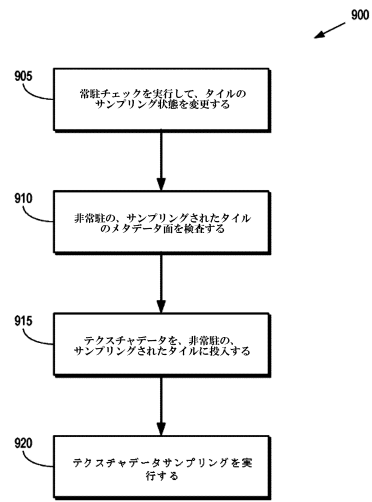 900
905
常駐チェックを実行して、タイルの
サンプリング状態を変更する
910
非常駐の、サンプリングされたタイル
のメタデータ面を検査する
915
テクスチャデータを、非常駐の、
サンプリングされたタイルに投入する
920
テクスチャデータサンプリングを実
行する